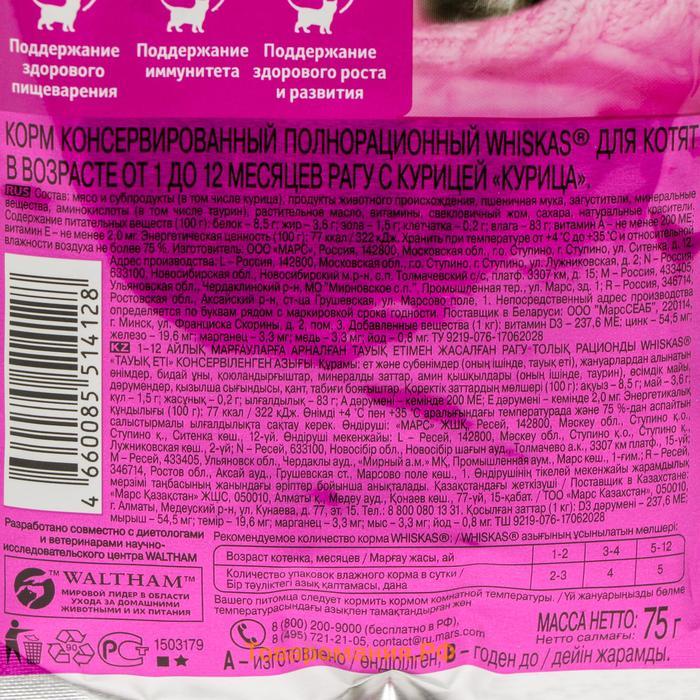 Поддержание
здорового
пищеварения
Поддержание
иммунитета
Поддержание
здорового роста
и развития
КОРМ КОНСЕРВИРОВАННЫЙ ПОЛНОРАЦИОННЫЙ WHISKAS® ДЛЯ КОТЯТ
В ВОЗРАСТЕ ОТ 1 ДО 12 МЕСЯЦЕВ РАГУ С КУРИЦЕЙ «КУРИЦА».
RUS Состав: мясо и субпродукты (в том числе курица), продукты животного происхождения, пшеничная мука, загустители, минеральные
вещества, аминокислоты (в том числе таурин), растительное масло, витамины, свекловичный жом, сахара, натуральные красители.
Содержание питательных веществ (100 г): белок – 8,5 г; жир – 3,6 г; зола – 1,5 г; клетчатка – 0,2 г; влага – 83 г; витамин А – не менее 200 МЕ;
витамин Е – не менее 2,0 мг. Энергетическая ценность (100 г): 77 ккал / 322 кДж. Хранить при температуре от +4°С до +35°С и относительной
влажности воздуха не более 75 %. Изготовитель: ООО «МАРС», Россия, 142800, Московская обл., г.о. Ступино, г. Ступино, ул. Ситенка, д. 12.
Адрес производства: L – Россия, 142800, Московская обл., г.о. Ступино, г. Ступино, ул. Лужниковская, д. 2; N – Россия,
633100, Новосибирская обл., Новосибирский м.р-н, п. Толмачевский с/с, платф. 3307 км, д. 15; M – Россия, 433405,
Ульяновская обл., Чердаклинский р-н, МО "Мирновское с.п.", Промышленная тер., ул. Марс, зд. 1; R – Россия, 346714,
Ростовская обл., Аксайский р-н, ст-ца Грушевская, ул. Марсово поле, 1. Непосредственный адрес производства
определяется по буквам рядом с маркировкой срока годности. Поставщик в Беларуси: ООО "МарсСЕАБ", 220114,
г. Минск, ул. Франциска Скорины, д. 2, пом. 3. Добавленные вещества (1 кг): витамин D3 – 237,6 МЕ; цинк – 54,5 мг;
железо – 19,6 мг; марганец – 3,3 мг; медь – 3,3 мг; йод – 0,8 мг. ТУ 9219-076-17062028
KZ 1–12 АЙЛЫҚ МАРҒАУЛАРҒА АРНАЛҒАН ТАУЫҚ ЕТІМЕН ЖАСАЛҒАН РАГУ ТОЛЫҚ РАЦИОНДЫ WHISKAS®
«ТАУЫҚ ЕТІ» КОНСЕРВІЛЕНГЕН АЗЫҒЫ. Құрамы: ет және субөнімдер (оның ішінде, тауық еті), жануарлардан алынатын
өнімдер, бидай ұны, қоюландырғыштар, минералды заттар, амин қышқылдары (оның ішінде, таурин), өсімдік майы,
дәрумендер, қызылша сығындысы, қант, табиғи бояғыштар. Қоректік заттардың мөлшері (100 г): ақуыз – 8,5 г; май – 3,6 г;
күл – 1,5 г; жасұнық – 0,2 г; ылғалдылық – 83 г; А дәрумені – кемінде 200 МЕ; Е дәрумені – кемінде 2,0 мг. Энергетикалық
құндылығы (100 г): 77 ккал / 322 кДж. Өнімді +4 °С пен +35 °С аралығындағы температурада және 75 %-дан аспайтын
салыстырмалы ылғалдылықта сақтау керек. Өндіруші: «МАРС» ЖШҚ, Ресей, 142800, Мәскеу обл., Ступино қ.о.,
Ступино қ., Ситенка көш., 12-үй. Өндіруші мекенжайы: L – Ресей, 142800, Мәскеу обл., Ступино қ.о., Ступино қ.,
Лужниковская көш., 2-үй; N – Ресей, 633100, Новосібір обл., Новосібір шағын ауд., Толмачево а.к., 3307 км платф., 15-үй;
M – Ресей, 433405, Ульяновск обл., Чердаклы ауд., «Мирный а.м.» МҚ, Промышленная аум., Марс көш., 1-ғим.; R – Ресей,
346714, Ростов обл., Аксай ауд., Грушевская ст., Марсово поле көш., 1. Өндірушінің тікелей мекенжайы жарамдылық
мерзімі таңбасының жанындағы әріптер бойынша анықталады. Қазақстандағы жеткізуші / Поставщик в Казахстане:
«Марс Қазақстан» ЖШС, 050010, Алматы қ., Медеу ауд., Қонаев көш., 77-үй, 15-қабат. / ТОО «Марс Казахстан», 050010,
г. Алматы, Медеуский р-н, ул. Кунаева, д. 77, эт. 15. Тел.: 8 800 080 13 31. Қосылған заттар (1 кг): D3 дәрумені – 237,6 МЕ;
мырыш – 54,5 мг; темір – 19,6 мг; марганец – 3,3 мг; мыс – 3,3 мг; йод – 0,8 мг. ТШ 9219-076-17062028
4 660085 514128
Разработано совместно с диетологами
и ветеринарами научно-
исследовательского центра WALTHAM
WALTHAM™
МИРОВОЙ ЛИДЕР В ОБЛАСТИ
УХОДА ЗА ДОМАШНИМИ
ЖИВОТНЫМИ И ИХ ПИТАНИЯ
Рекомендуемое количество корма WHISKAS®: / WHISKAS® азығының ұсынылатын мөлшері:
Возраст котенка, месяцы / Марғау жасы, ай 1-2 3-4 5-12
Количество упаковок влажного корма в сутки /
Бір тәуліктегі азық қаптамасы, дана 2-3 4 5
Вашего питомца следует кормить кормом комнатной температуры. / Үй жануарыңызды бөлме
температурасындағы азықпен тамақтандырған жөн
8 (800) 200-9000 (бесплатно в РФ),
8 (495) 721-21-05, contact@ru.mars.com
МАССА НЕТТО:
Нетто салмағы: 75 г
90
РСТ
1503179
А – изготовлено / өндірілген; В – годен до / дейін жарамды.
Топтыгомания.РФ